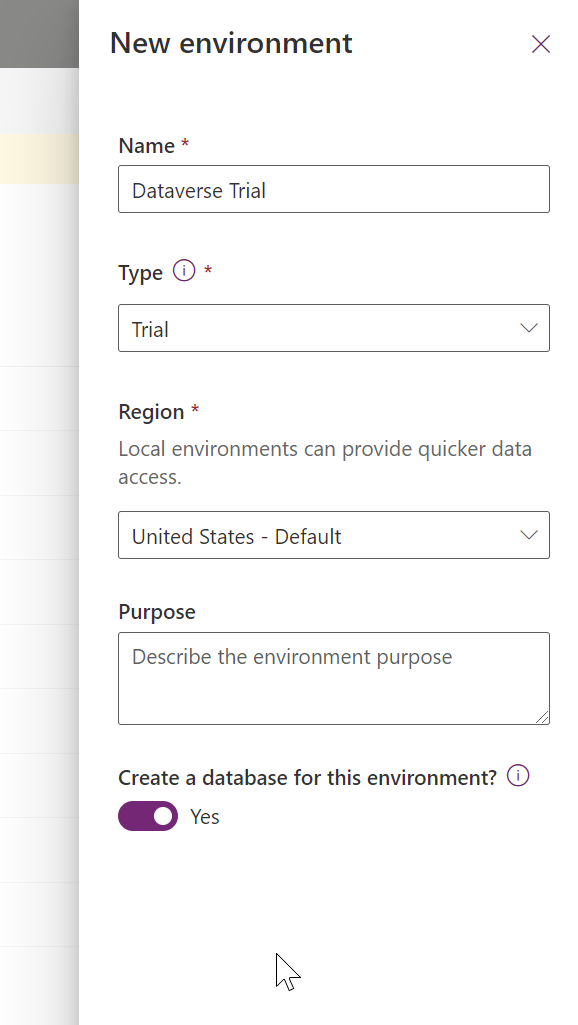 New environment
Name *
Dataverse Trial
Type *
Trial
Region *
Local environments can provide quicker data
access.
United States - Default
Purpose
Describe the environment purpose
Create a database for this environment?
Yes